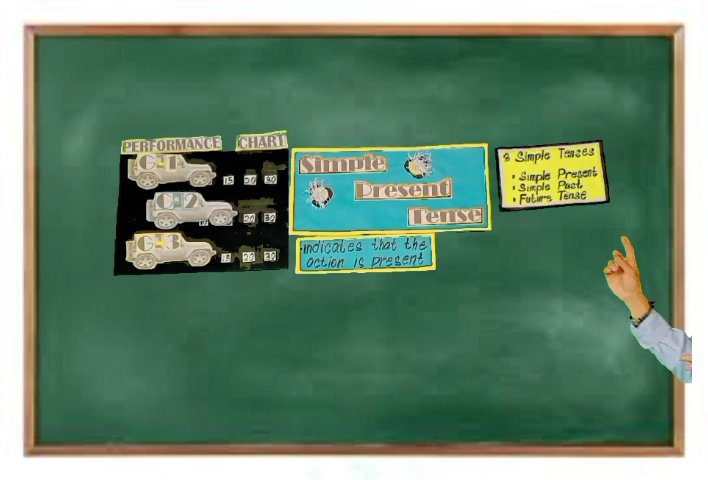 PERFORMANCE CHART
G-1
15 20 30
G-2
20 30
G-3
15 20 30
Simple
Present
Tense
indicates that the
action is present
3 Simple Tenses
• Simple Present
• Simple Past
• Future Tense